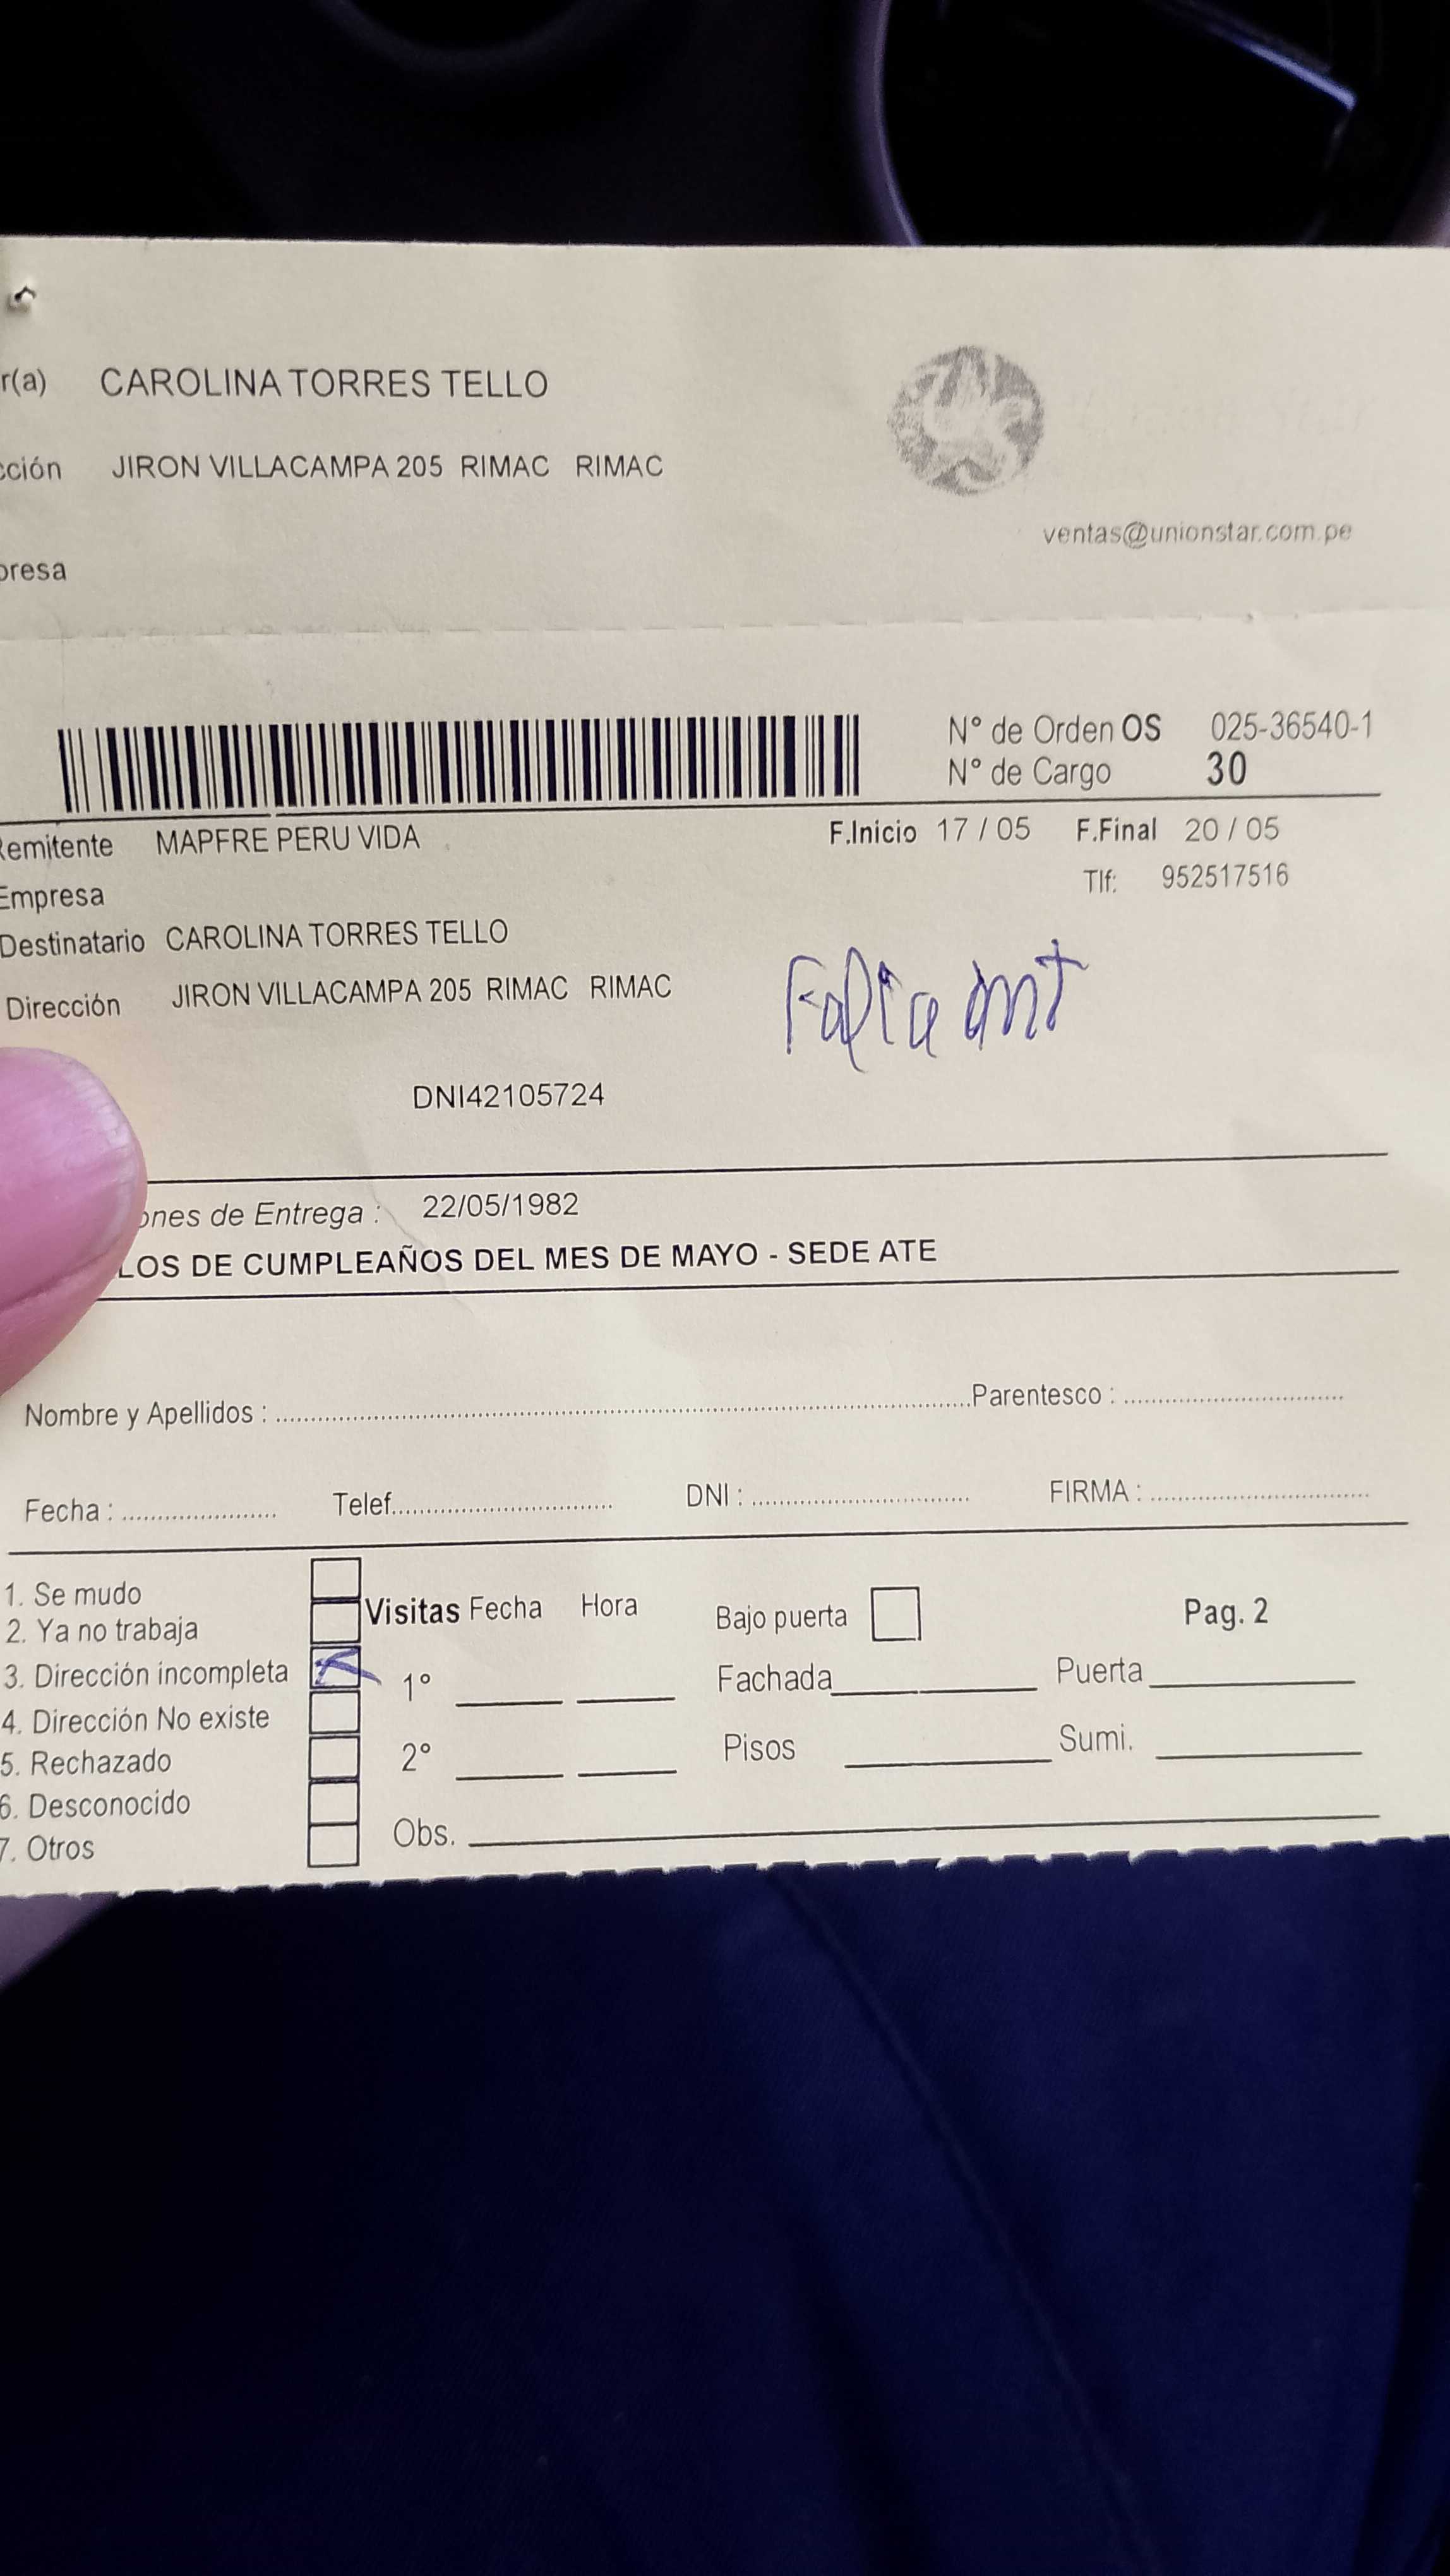 r(a) CAROLINA TORRES TELLO
cción JIRON VILLACAMPA 205 RIMAC RIMAC
ventas@unionstar.com.pe
presa
N° de Orden OS 025-36540-1
N° de Cargo 30
Remitente MAPFRE PERU VIDA F.Inicio 17 / 05 F.Final 20 / 05
Empresa Tlf: 952517516
Destinatario CAROLINA TORRES TELLO
Dirección JIRON VILLACAMPA 205 RIMAC RIMAC
Falta int
DNI42105724
ones de Entrega : 22/05/1982
LOS DE CUMPLEAÑOS DEL MES DE MAYO - SEDE ATE
Nombre y Apellidos : Parentesco :
Fecha : Telef. DNI : FIRMA :
1. Se mudo
2. Ya no trabaja Visitas Fecha Hora Bajo puerta Pag. 2
3. Dirección incompleta 1° Fachada Puerta
4. Dirección No existe
5. Rechazado 2° Pisos Sumi.
6. Desconocido
7. Otros Obs.